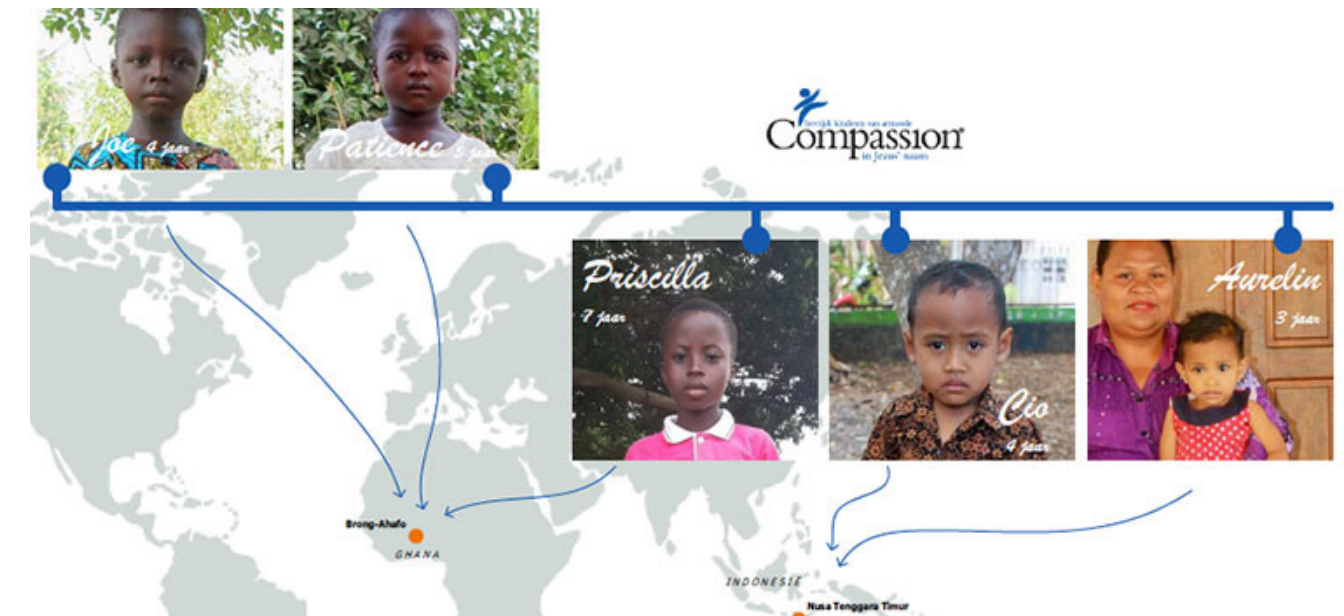 Joe 4 jaar
Patience 5 jaar
bevrijdt kinderen van armoede
Compassion
in Jezus' naam
Priscilla
7 jaar
Aurelin
3 jaar
Cio
4 jaar
Brong-Ahafo
GHANA
INDONESIË
Nusa Tenggara Timur